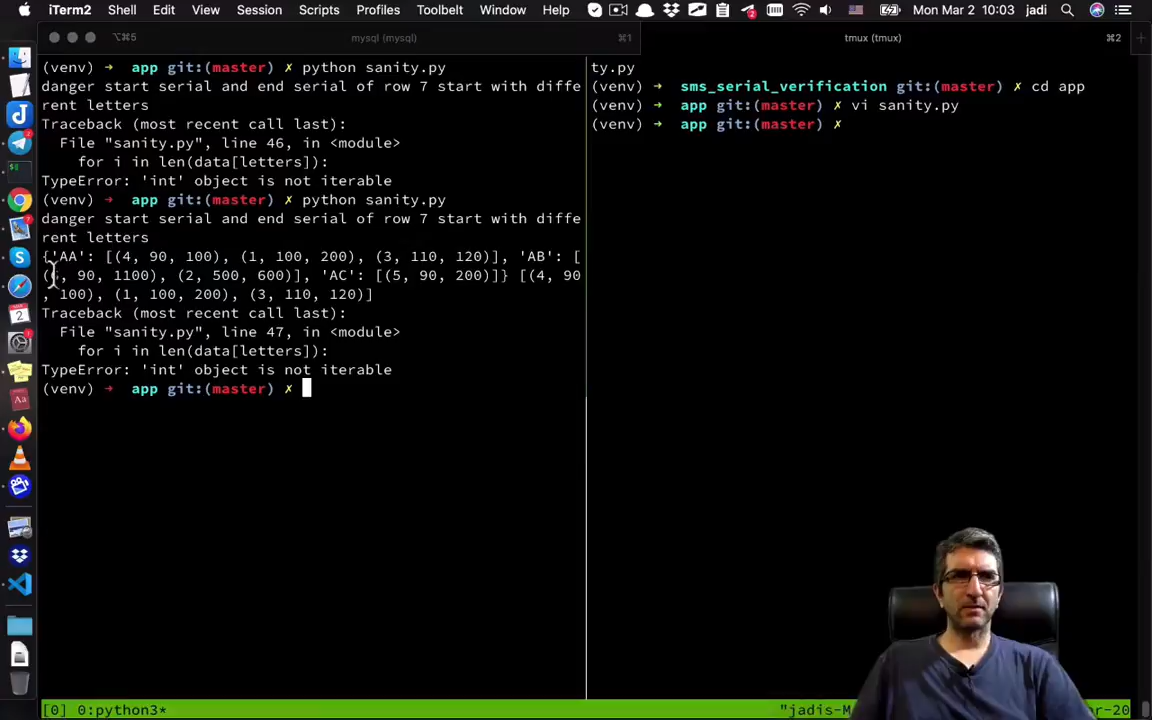 iTerm2 Shell Edit View Session Scripts Profiles Toolbelt Window Help Mon Mar 2 10:03 jadi
⌥⌘5 mysql (mysql) ⌘1 tmux (tmux) ⌘2
(venv) → app git:(master) ✗ python sanity.py
danger start serial and end serial of row 7 start with diffe
rent letters
Traceback (most recent call last):
File "sanity.py", line 46, in <module>
for i in len(data[letters]):
TypeError: 'int' object is not iterable
(venv) → app git:(master) ✗ python sanity.py
danger start serial and end serial of row 7 start with diffe
rent letters
{'AA': [(4, 90, 100), (1, 100, 200), (3, 110, 120)], 'AB': [
, 90, 1100), (2, 500, 600)], 'AC': [(5, 90, 200)]} [(4, 90
, 100), (1, 100, 200), (3, 110, 120)]
Traceback (most recent call last):
File "sanity.py", line 47, in <module>
for i in len(data[letters]):
TypeError: 'int' object is not iterable
(venv) → app git:(master) ✗
ty.py
(venv) → sms_serial_verification git:(master) ✗ cd app
(venv) → app git:(master) ✗ vi sanity.py
(venv) → app git:(master) ✗
[0] 0:python3* "jadis-M
r-20